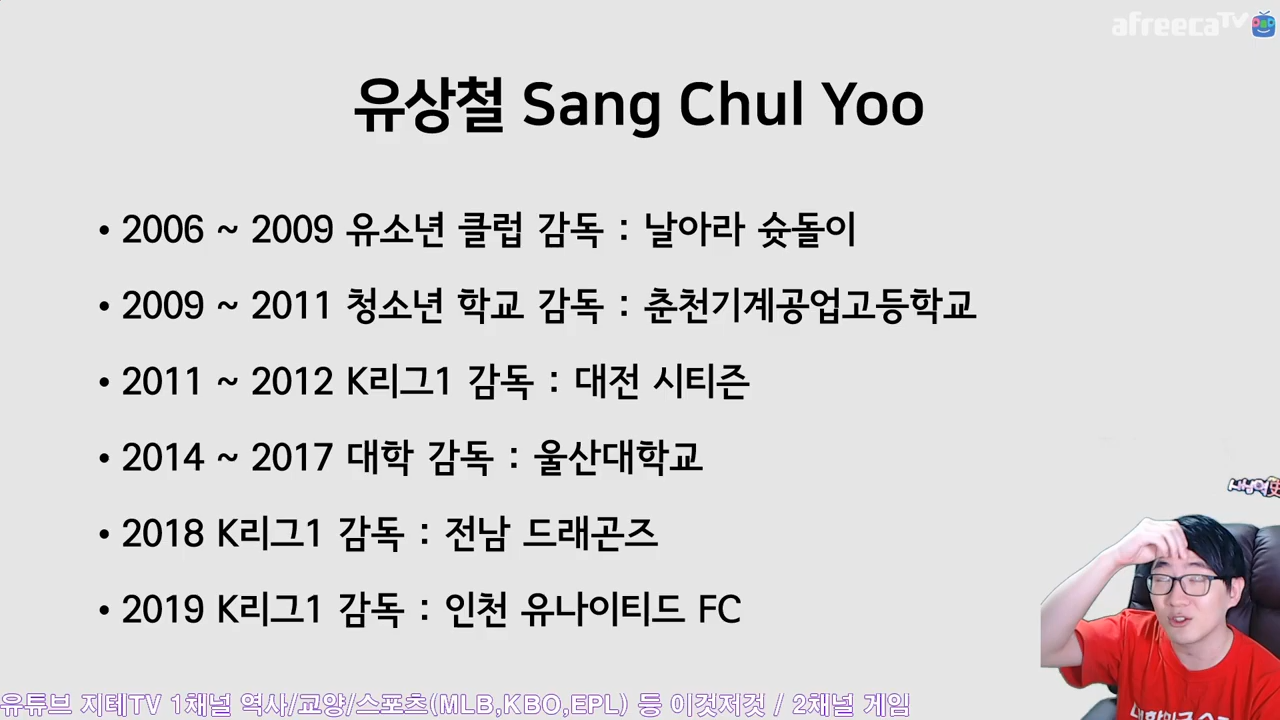 afreecaTV
유상철 Sang Chul Yoo
• 2006 ~ 2009 유소년 클럽 감독 : 날아라 슛돌이
• 2009 ~ 2011 청소년 학교 감독 : 춘천기계공업고등학교
• 2011 ~ 2012 K리그1 감독 : 대전 시티즌
• 2014 ~ 2017 대학 감독 : 울산대학교
• 2018 K리그1 감독 : 전남 드래곤즈
• 2019 K리그1 감독 : 인천 유나이티드 FC
유튜브 지테TV 1채널 역사/교양/스포츠(MLB,KBO,EPL) 등 이것저것 / 2채널 게임